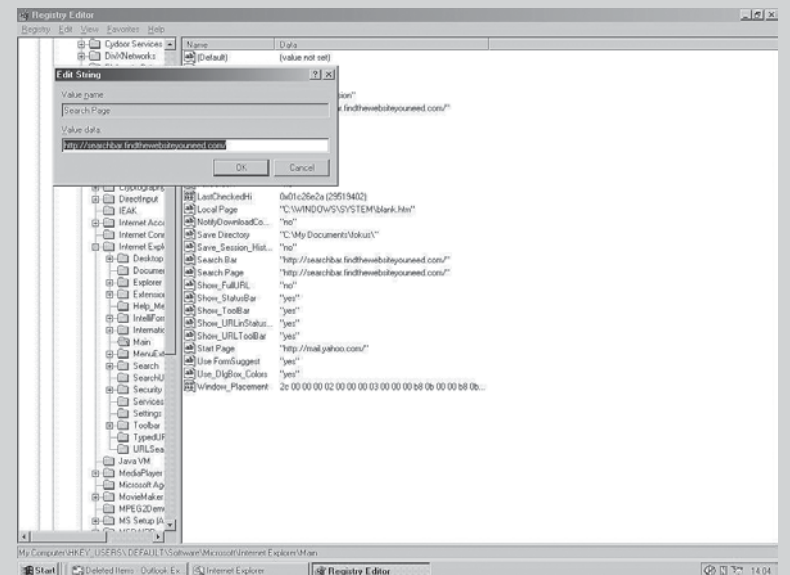 Registry Editor
Registry Edit View Favorites Help
Cydoor Services
DivXNetworks
Name Data
(Default) (value not set)
Edit String
Value name:
Search Page
Value data:
http://searchbar.findthewebsiteyouneed.com/
OK Cancel
.findthewebsiteyouneed.com/"
DirectInput
IEAK
Internet Acco
Internet Conn
Internet Expl
Desktop
Documen
Explorer
Extension
Help_Me
IntelliForm
Internatio
Main
MenuExt
Search
SearchU
Security
Services
Settings
Toolbar
TypedUR
URLSea
Java VM
MediaPlayer
Microsoft Ag
MovieMaker
MPEG2Dem
MS Setup (A
LastCheckedHi 0x01c26e2a (29519402)
Local Page "C:\WINDOWS\SYSTEM\blank.htm"
NotifyDownloadCo... "no"
Save Directory "C:\My Documents\fokus\"
Save_Session_Hist... "no"
Search Bar "http://searchbar.findthewebsiteyouneed.com/"
Search Page "http://searchbar.findthewebsiteyouneed.com/"
Show_FullURL "no"
Show_StatusBar "yes"
Show_ToolBar "yes"
Show_URLinStatus... "yes"
Show_URLToolBar "yes"
Start Page "http://mail.yahoo.com/"
Use FormSuggest "yes"
Use_DlgBox_Colors "yes"
Window_Placement 2c 00 00 00 02 00 00 00 03 00 00 00 b8 0b 00 00 b8 0b...
My Computer\HKEY_USERS\.DEFAULT\Software\Microsoft\Internet Explorer\Main
Start Deleted Items - Outlook Ex... Internet Explorer Registry Editor 14:04